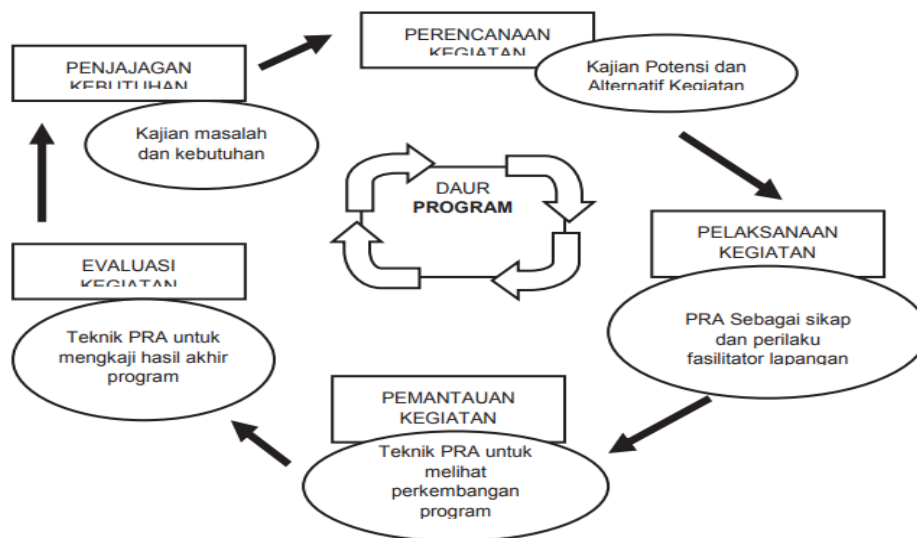 PENJAJAGAN
KEBUTUHAN
Kajian masalah
dan kebutuhan
PERENCANAAN
KEGIATAN
Kajian Potensi dan
Alternatif Kegiatan
DAUR
PROGRAM
PELAKSANAAN
KEGIATAN
PRA Sebagai sikap
dan perilaku
fasilitator lapangan
PEMANTAUAN
KEGIATAN
Teknik PRA untuk
melihat
perkembangan
program
EVALUASI
KEGIATAN
Teknik PRA untuk
mengkaji hasil akhir
program